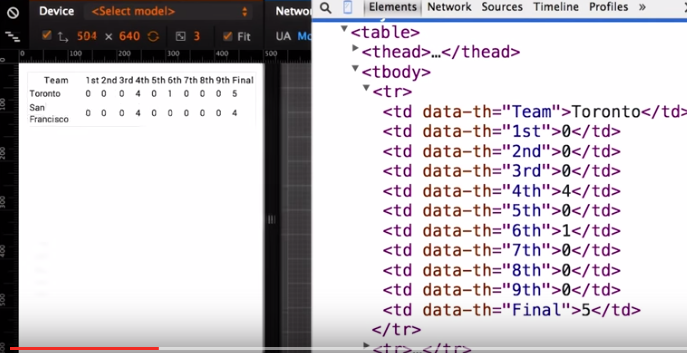 Device <Select model>
504 × 640 3 Fit
Network
UA
500
Team 1st 2nd 3rd 4th 5th 6th 7th 8th 9th Final
Toronto 0 0 0 4 0 1 0 0 0 5
San
Francisco 0 0 0 4 0 0 0 0 0 4
Elements Network Sources Timeline Profiles »
<table>
<thead>…</thead>
<tbody>
<tr>
<td data-th="Team">Toronto</td>
<td data-th="1st">0</td>
<td data-th="2nd">0</td>
<td data-th="3rd">0</td>
<td data-th="4th">4</td>
<td data-th="5th">0</td>
<td data-th="6th">1</td>
<td data-th="7th">0</td>
<td data-th="8th">0</td>
<td data-th="9th">0</td>
<td data-th="Final">5</td>
</tr>
<tr>…</tr>